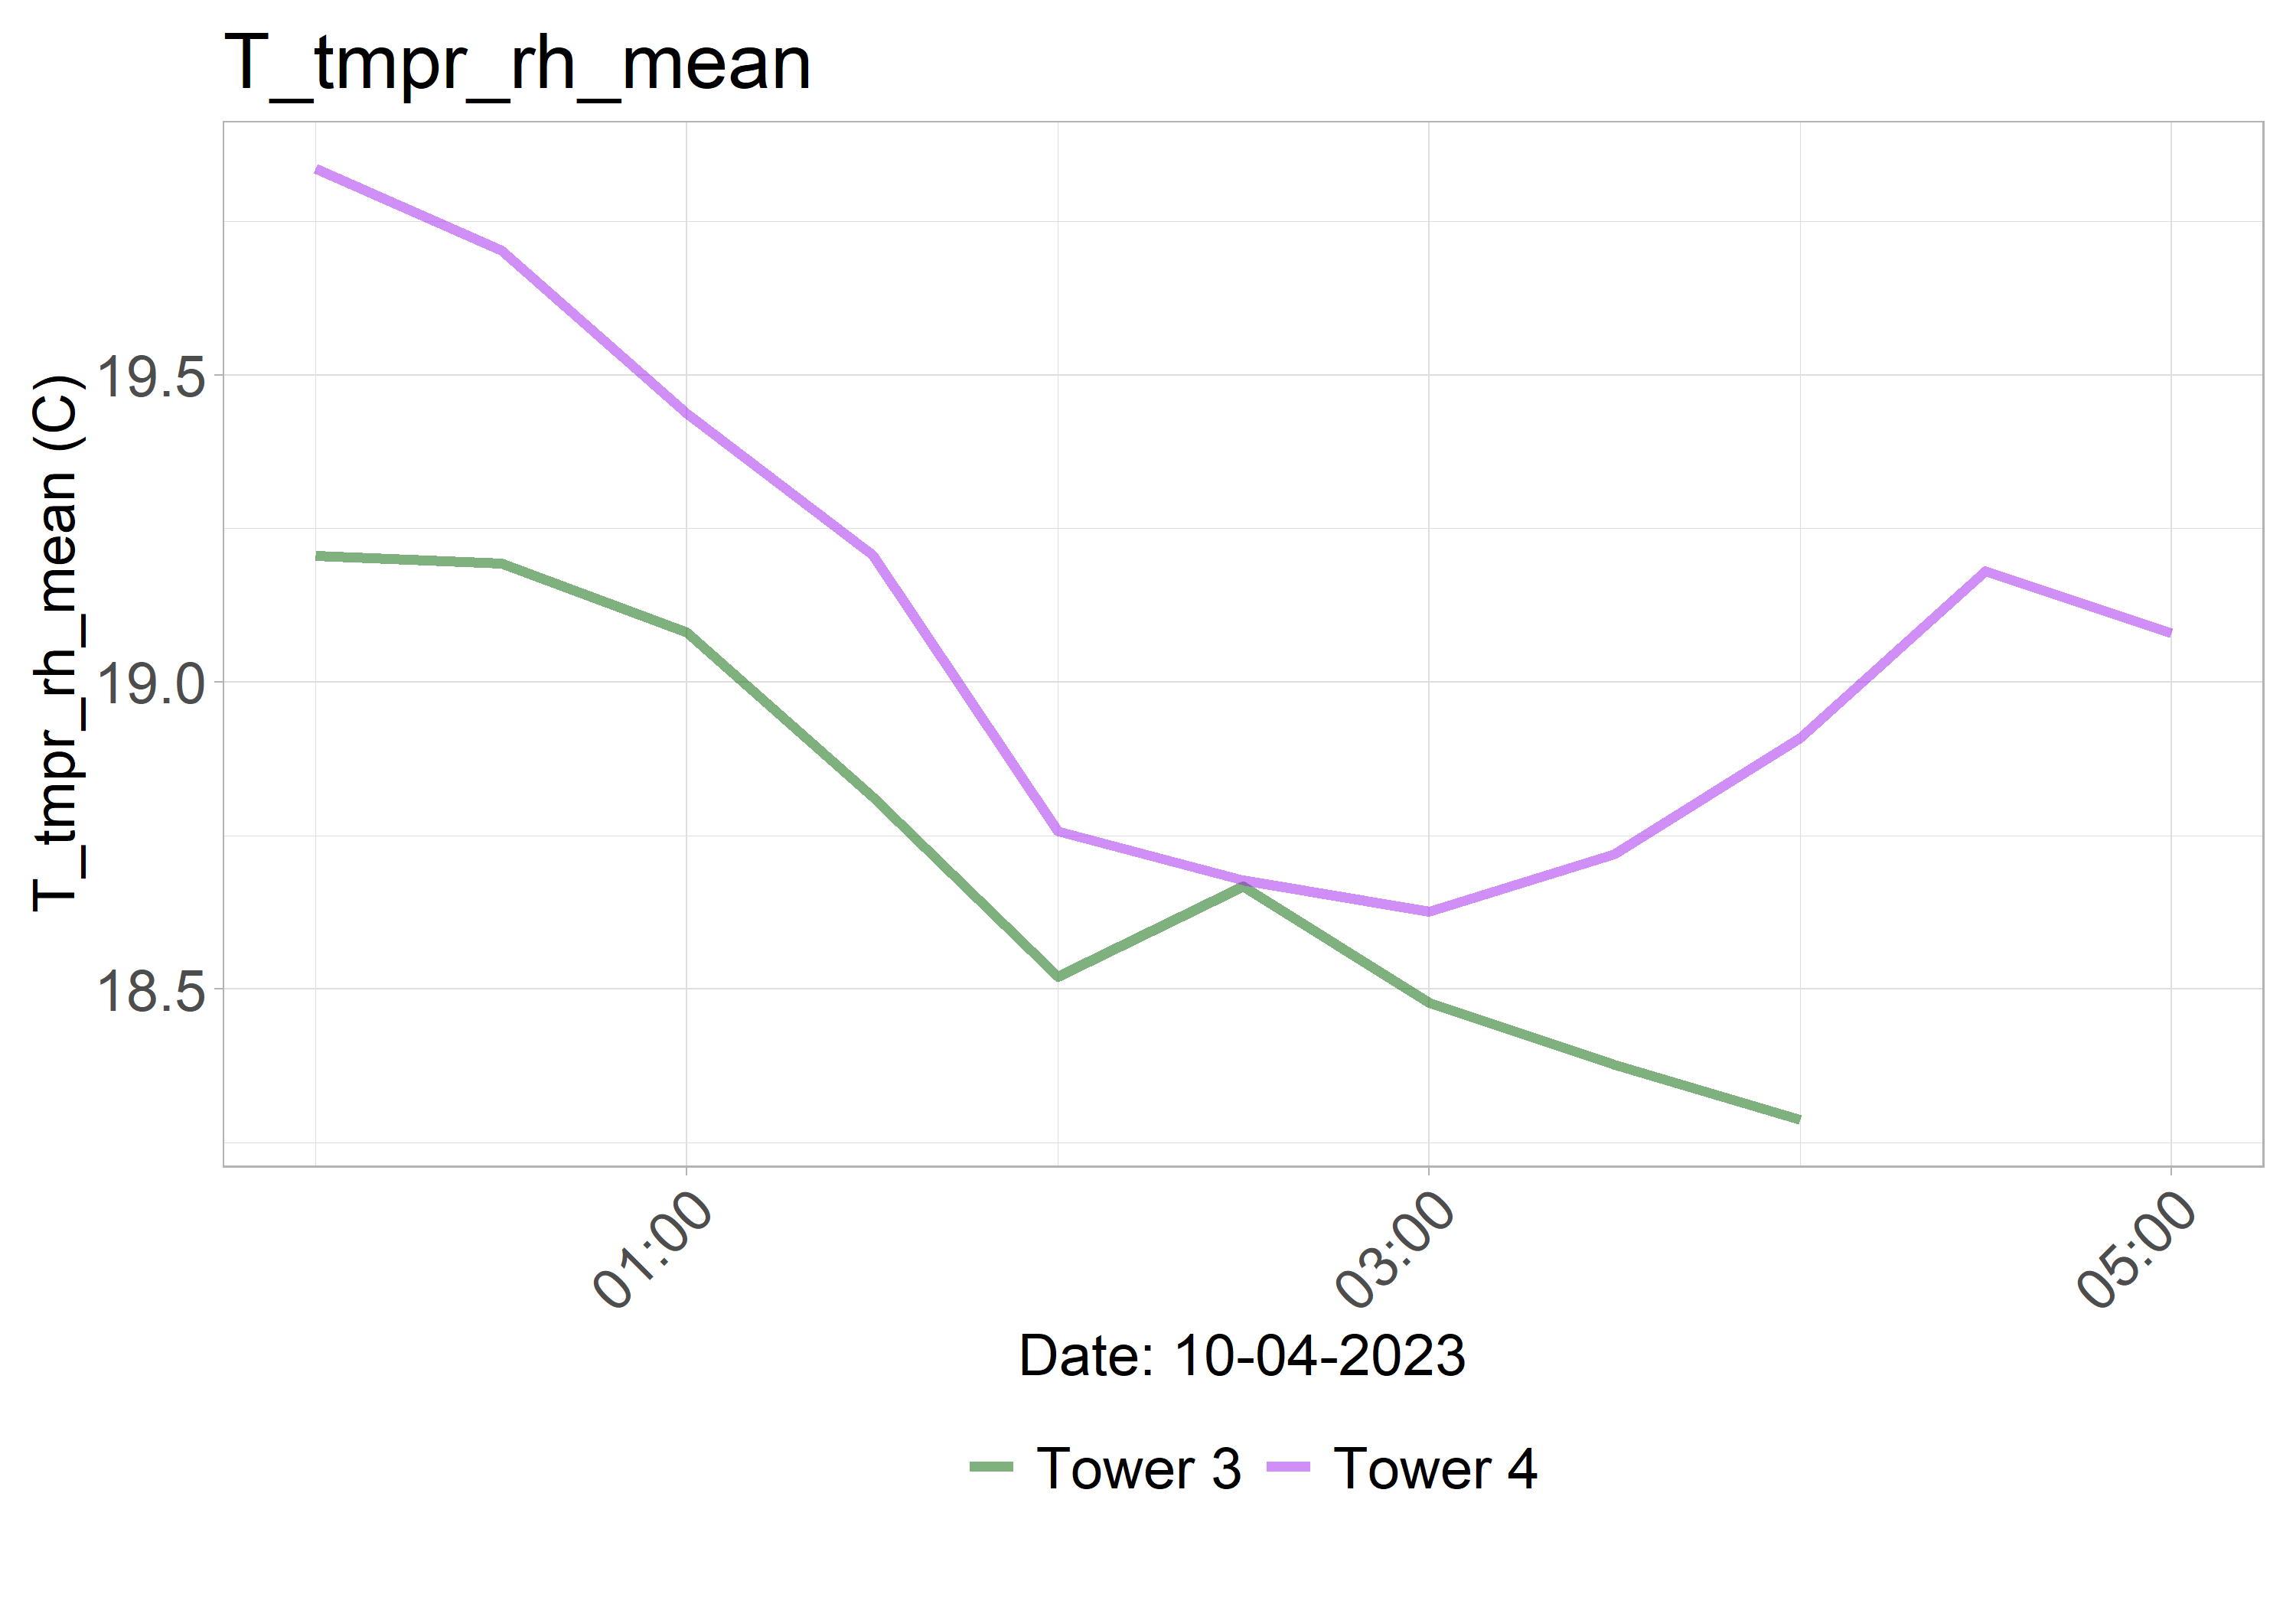 T_tmpr_rh_mean
T_tmpr_rh_mean (C)
19.5
19.0
18.5
01:00
03:00
05:00
Date: 10-04-2023
Tower 3
Tower 4